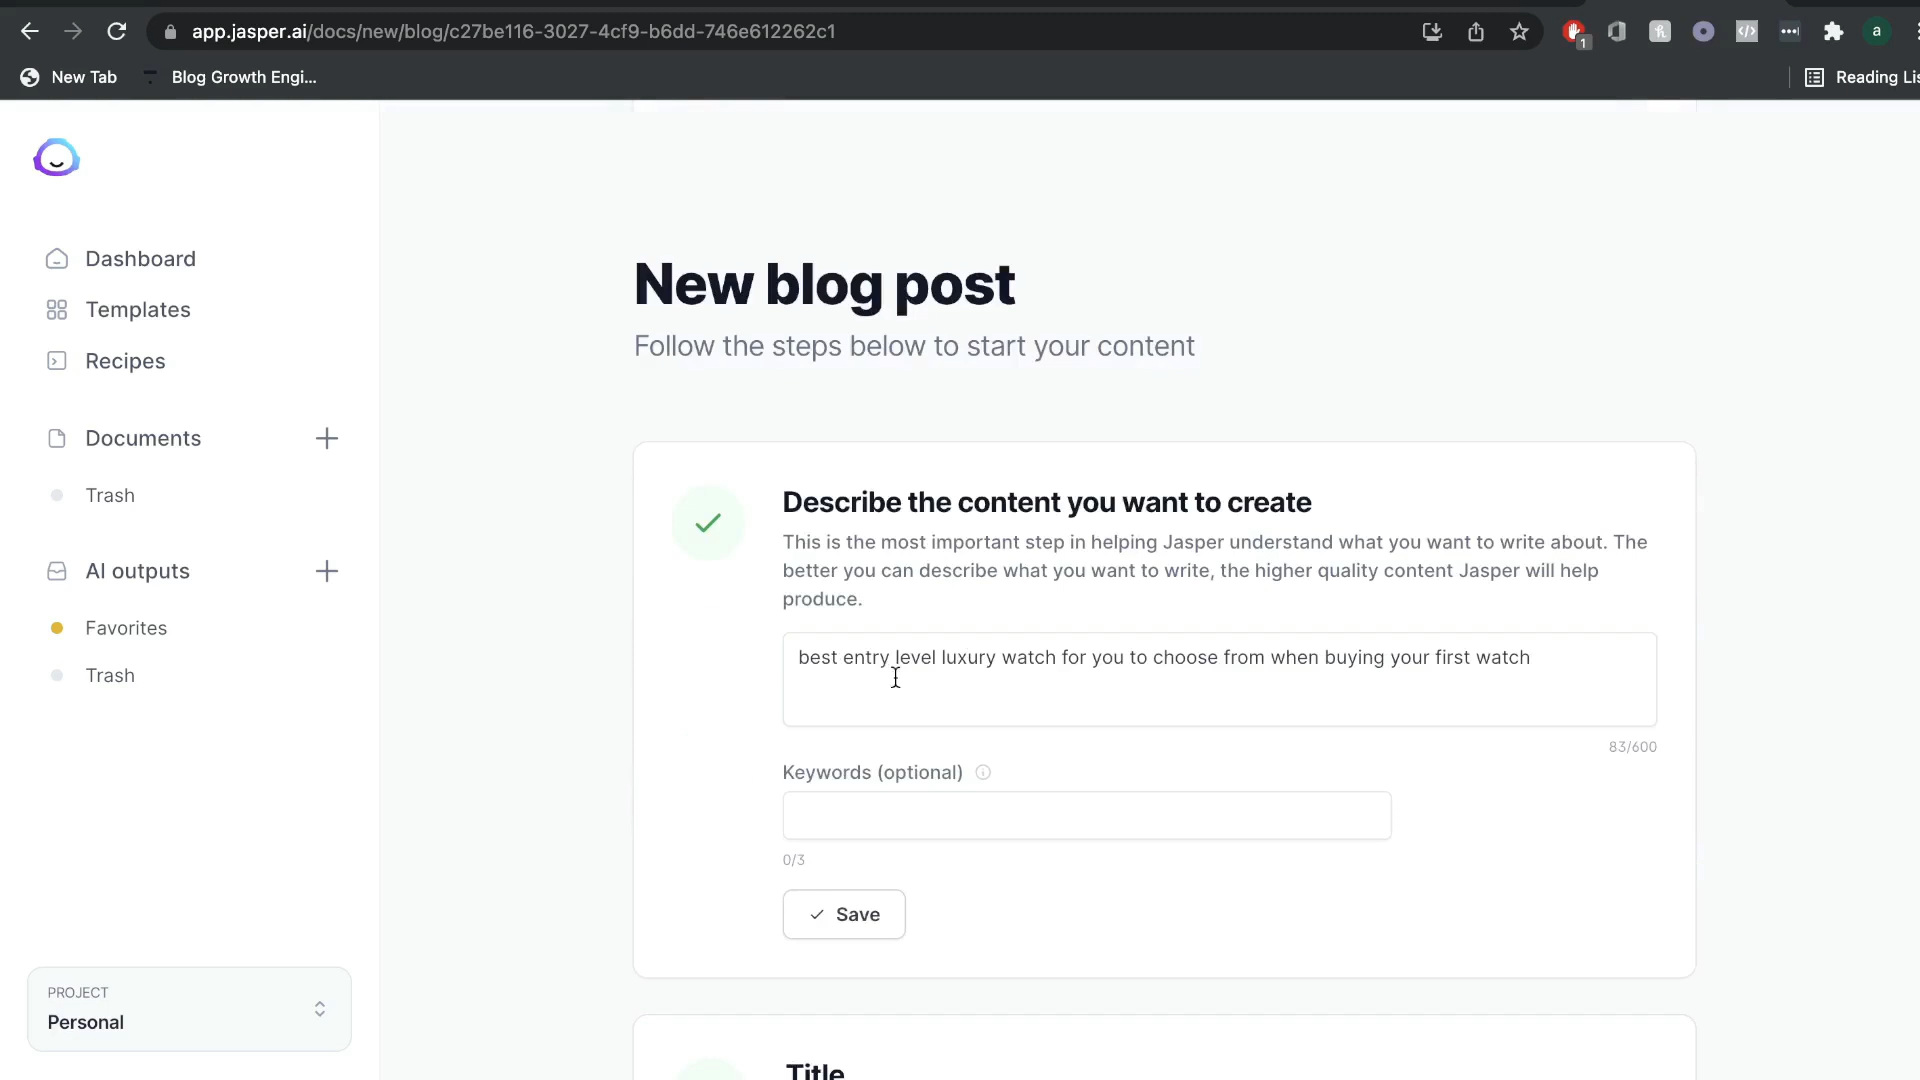 app.jasper.ai/docs/new/blog/c27be116-3027-4cf9-b6dd-746e612262c1
1
a
New Tab
Blog Growth Engi...
Reading Lis
Dashboard
Templates
Recipes
Documents
Trash
AI outputs
Favorites
Trash
PROJECT
Personal
New blog post
Follow the steps below to start your content
Describe the content you want to create
This is the most important step in helping Jasper understand what you want to write about. The
better you can describe what you want to write, the higher quality content Jasper will help
produce.
best entry level luxury watch for you to choose from when buying your first watch
83/600
Keywords (optional)
0/3
Save
Title